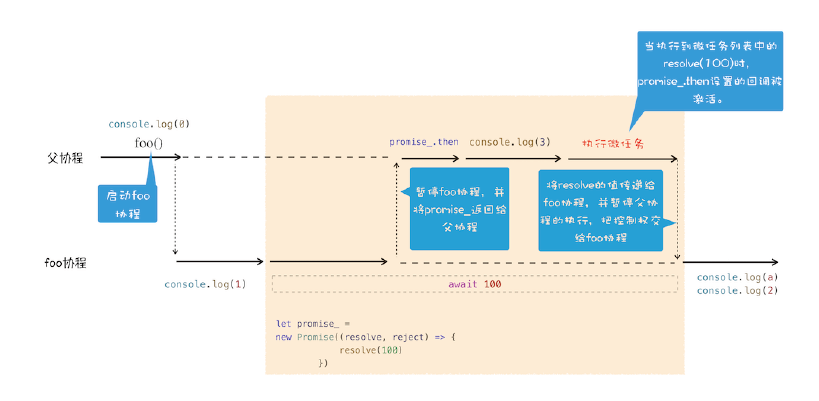 当执行到微任务列表中的
resolve(100)时，
promise_.then设置的回调被
激活。
console.log(0)
foo()
父协程
promise_.then
console.log(3)
执行微任务
启动foo
协程
暂停foo协程，并
将promise_返回给
父协程
将resolve的值传递给
foo协程，并暂停父协
程的执行，把控制权交
给foo协程
foo协程
console.log(1)
await 100
console.log(a)
console.log(2)
let promise_ =
new Promise((resolve, reject) => {
resolve(100)
})